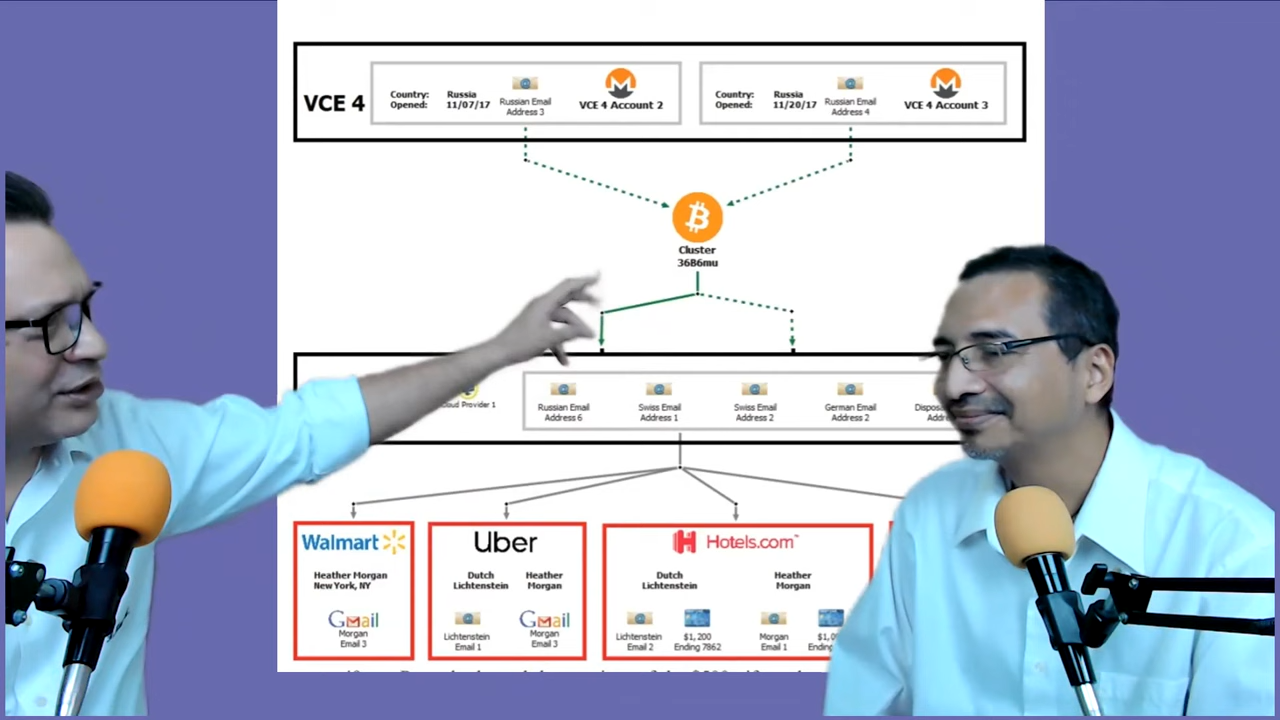 VCE 4
Country: Russia
Opened: 11/07/17
Russian Email
Address 3
VCE 4 Account 2
Country: Russia
Opened: 11/20/17
Russian Email
Address 4
VCE 4 Account 3
Cluster
36B6mu
Provider 1
Russian Email
Address 6
Swiss Email
Address 1
Swiss Email
Address 2
German Email
Address 2
Walmart
Heather Morgan
New York, NY
Gmail
Morgan
Email 3
Uber
Dutch
Lichtenstein
Heather
Morgan
Lichtenstein
Email 1
Gmail
Morgan
Email 3
Hotels.com
Dutch
Lichtenstein
Heather
Morgan
Lichtenstein
Email 2
$1, 200
Ending 7862
Morgan
Email 1
Ending